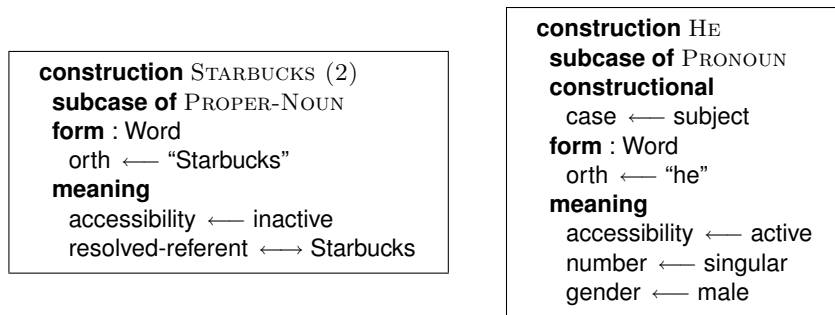 construction STARBUCKS (2)
subcase of PROPER-NOUN
form : Word
orth ⟵ “Starbucks”
meaning
accessibility ⟵ inactive
resolved-referent ⟷ Starbucks
construction HE
subcase of PRONOUN
constructional
case ⟵ subject
form : Word
orth ⟵ “he”
meaning
accessibility ⟵ active
number ⟵ singular
gender ⟵ male